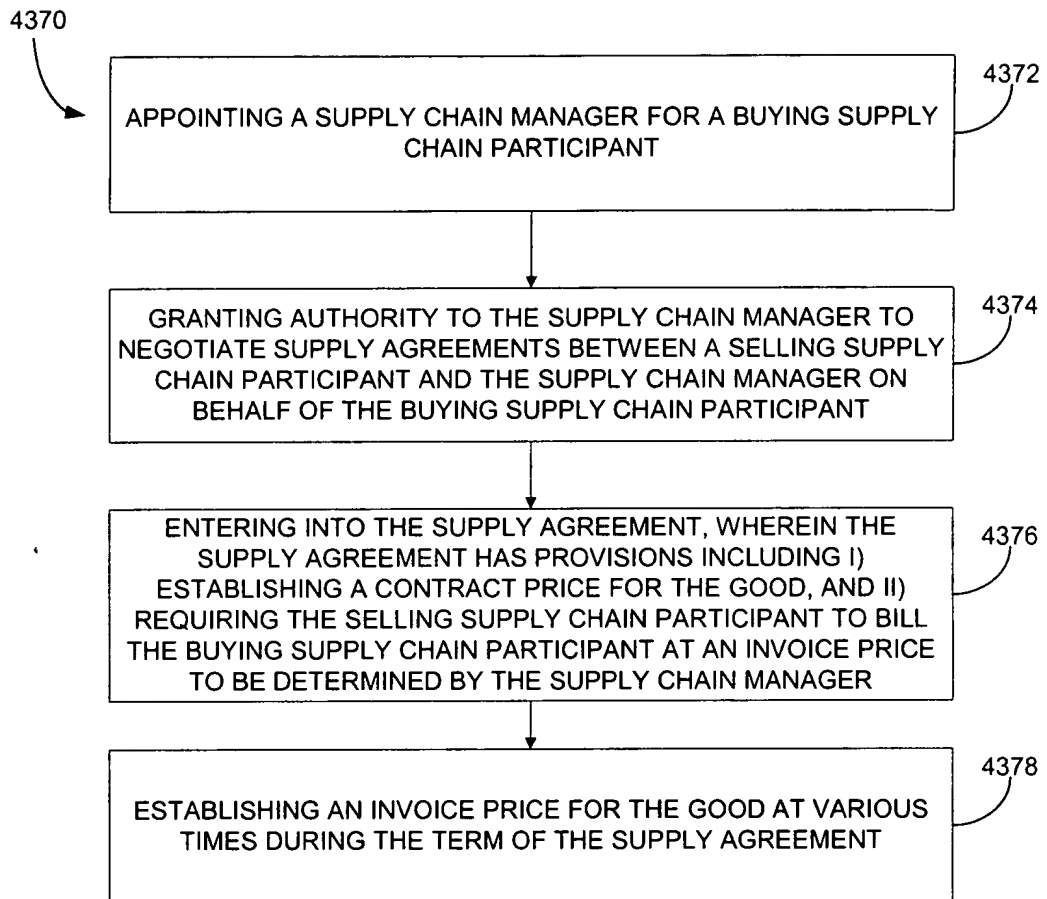 4370
4372
APPOINTING A SUPPLY CHAIN MANAGER FOR A BUYING SUPPLY
CHAIN PARTICIPANT
4374
GRANTING AUTHORITY TO THE SUPPLY CHAIN MANAGER TO
NEGOTIATE SUPPLY AGREEMENTS BETWEEN A SELLING SUPPLY
CHAIN PARTICIPANT AND THE SUPPLY CHAIN MANAGER ON
BEHALF OF THE BUYING SUPPLY CHAIN PARTICIPANT
4376
ENTERING INTO THE SUPPLY AGREEMENT, WHEREIN THE
SUPPLY AGREEMENT HAS PROVISIONS INCLUDING I)
ESTABLISHING A CONTRACT PRICE FOR THE GOOD, AND II)
REQUIRING THE SELLING SUPPLY CHAIN PARTICIPANT TO BILL
THE BUYING SUPPLY CHAIN PARTICIPANT AT AN INVOICE PRICE
TO BE DETERMINED BY THE SUPPLY CHAIN MANAGER
4378
ESTABLISHING AN INVOICE PRICE FOR THE GOOD AT VARIOUS
TIMES DURING THE TERM OF THE SUPPLY AGREEMENT